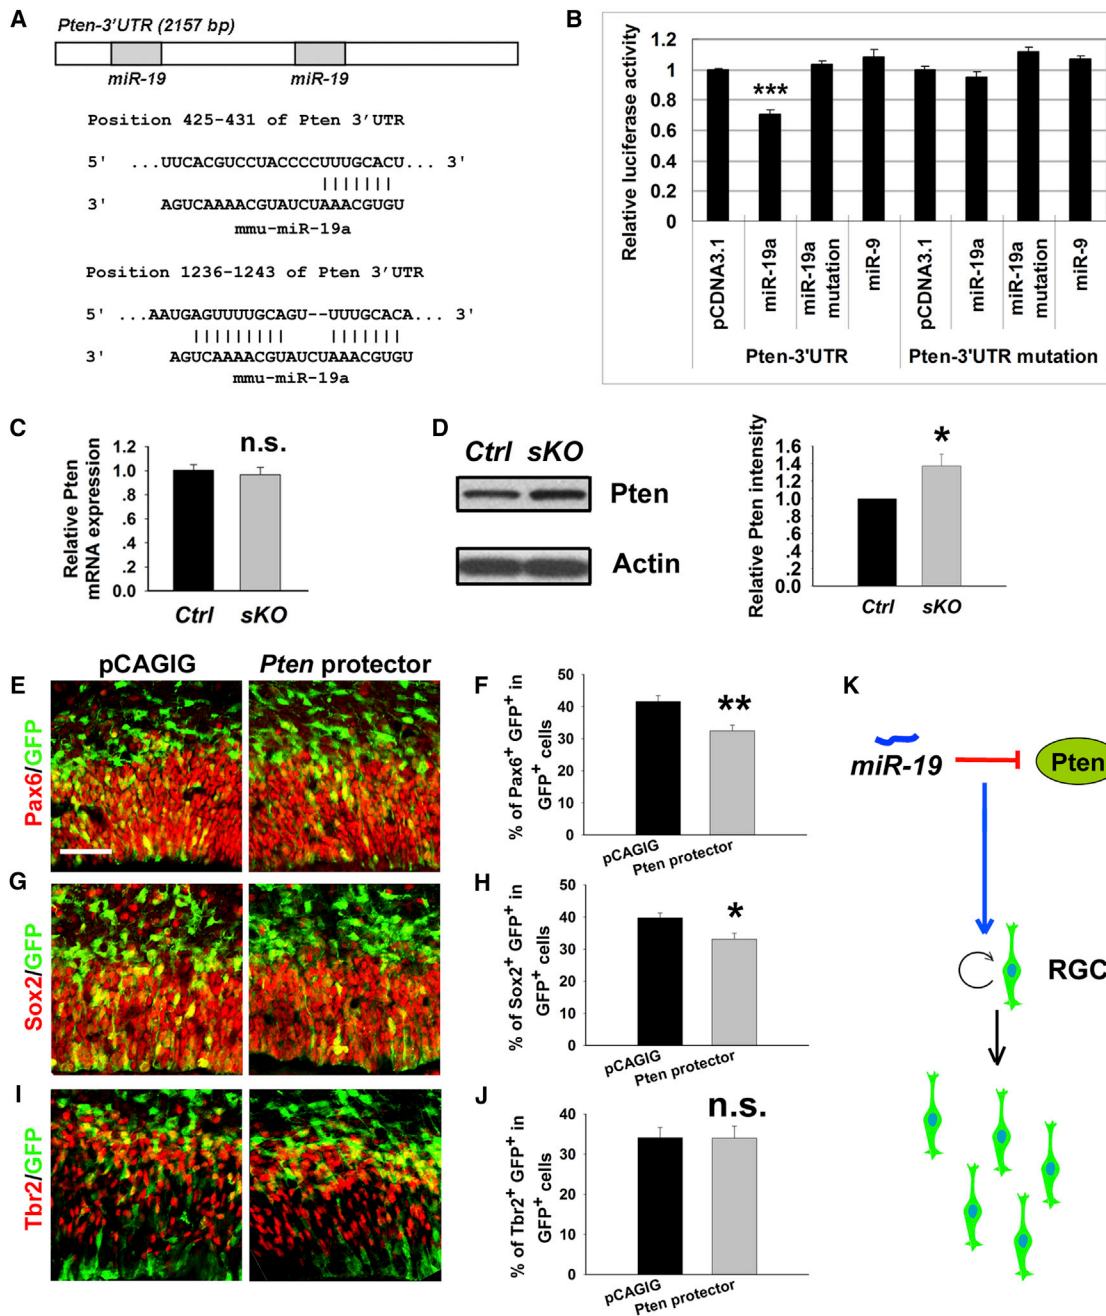 A
Pten-3'UTR (2157 bp)
miR-19 miR-19
Position 425-431 of Pten 3'UTR
5' ...UUCACGUCCUACCCCUUUGCACU... 3'
3' AGUCAAAACGUAUCUAAACGUGU
mmu-miR-19a
Position 1236-1243 of Pten 3'UTR
5' ...AAUGAGUUUUGCAGU--UUUGCACA... 3'
3' AGUCAAAACGUAUCUAAACGUGU
mmu-miR-19a
B
Relative luciferase activity
1.2
1
0.8
0.6
0.4
0.2
0
***
pCDNA3.1
miR-19a
miR-19a mutation
miR-9
pCDNA3.1
miR-19a
miR-19a mutation
miR-9
Pten-3'UTR
Pten-3'UTR mutation
C
Relative Pten
mRNA expression
1.2
1.0
.8
.6
.4
.2
0.0
n.s.
Ctrl sKO
D
Ctrl sKO
Pten
Actin
Relative Pten intensity
1.6
1.4
1.2
1.0
.8
.6
.4
.2
0.0
*
Ctrl sKO
pCAGIG Pten protector
E
Pax6/GFP
F
% of Pax6+ GFP+ in
GFP+ cells
50
40
30
20
10
0
**
pCAGIG
Pten protector
G
Sox2/GFP
H
% of Sox2+ GFP+ in
GFP+ cells
50
40
30
20
10
0
*
pCAGIG
Pten protector
I
Tbr2/GFP
J
% of Tbr2+ GFP+ in
GFP+ cells
40
30
20
10
0
n.s.
pCAGIG
Pten protector
K
miR-19
Pten
RGC